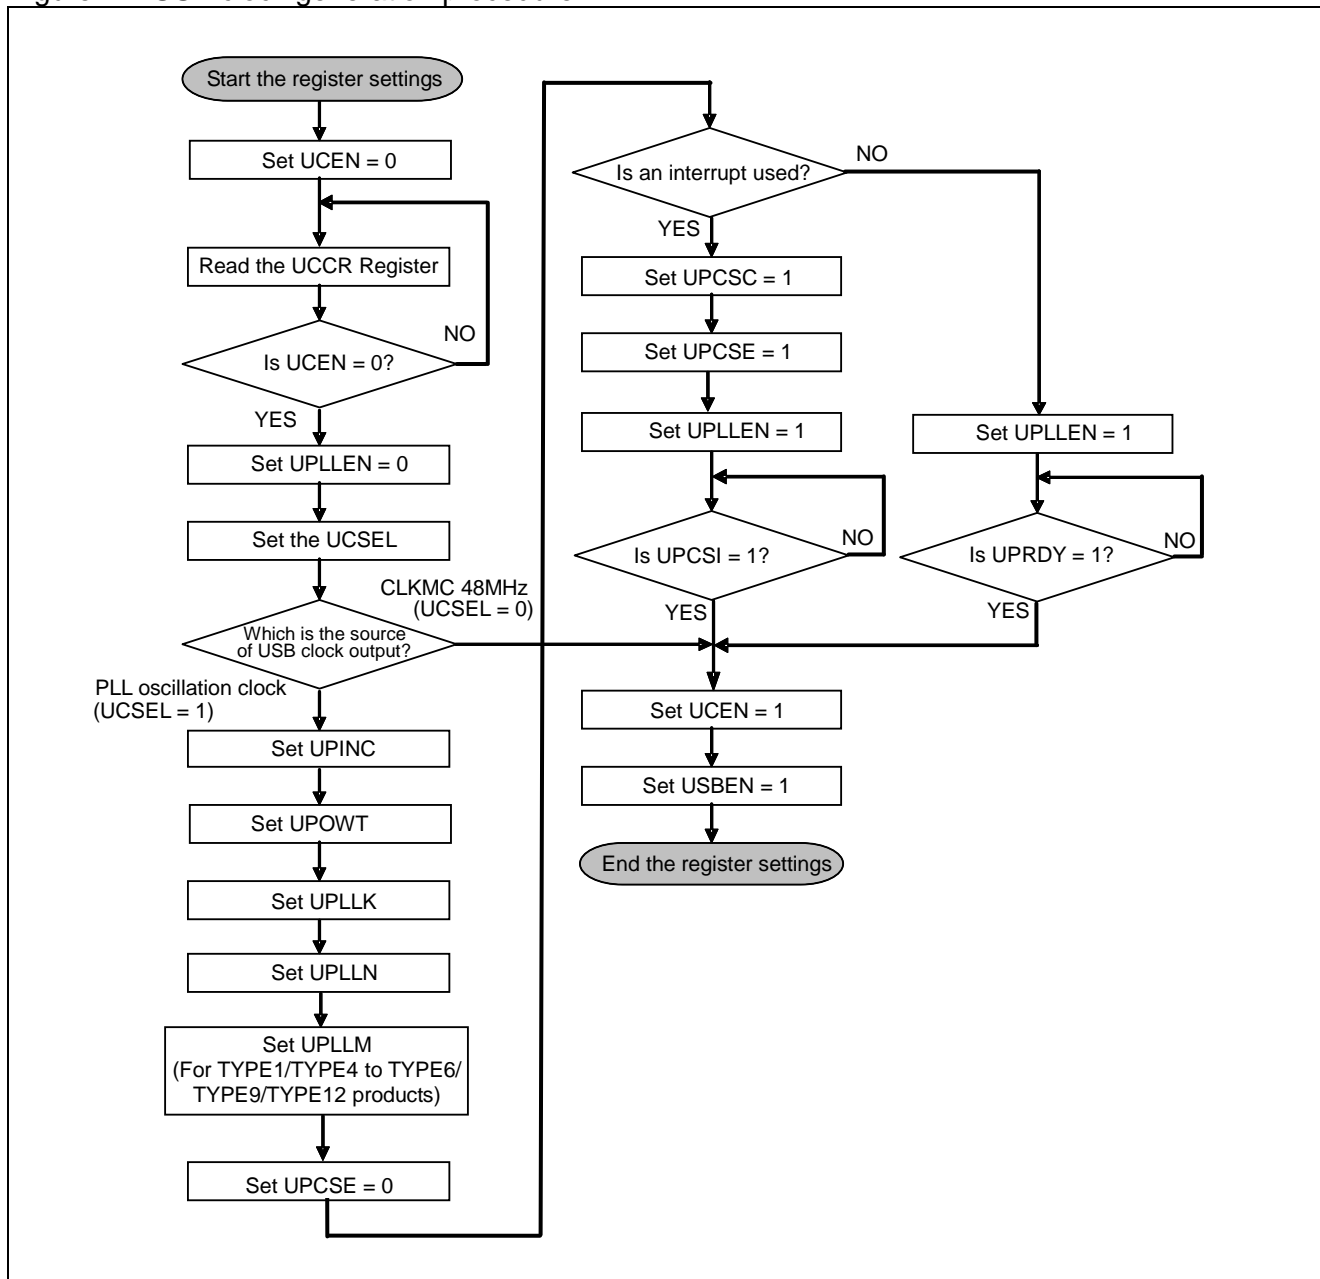 Start the register settings
Set UCEN = 0
Read the UCCR Register
Is UCEN = 0?
NO
YES
Set UPLLEN = 0
Set the UCSEL
CLKMC 48MHz
(UCSEL = 0)
Which is the source
of USB clock output?
PLL oscillation clock
(UCSEL = 1)
Set UPINC
Set UPOWT
Set UPLLK
Set UPLLN
Set UPLLM
(For TYPE1/TYPE4 to TYPE6/
TYPE9/TYPE12 products)
Set UPCSE = 0
Is an interrupt used?
NO
YES
Set UPCSC = 1
Set UPCSE = 1
Set UPLLEN = 1
Is UPCSI = 1?
NO
YES
Set UPLLEN = 1
Is UPRDY = 1?
NO
YES
Set UCEN = 1
Set USBEN = 1
End the register settings